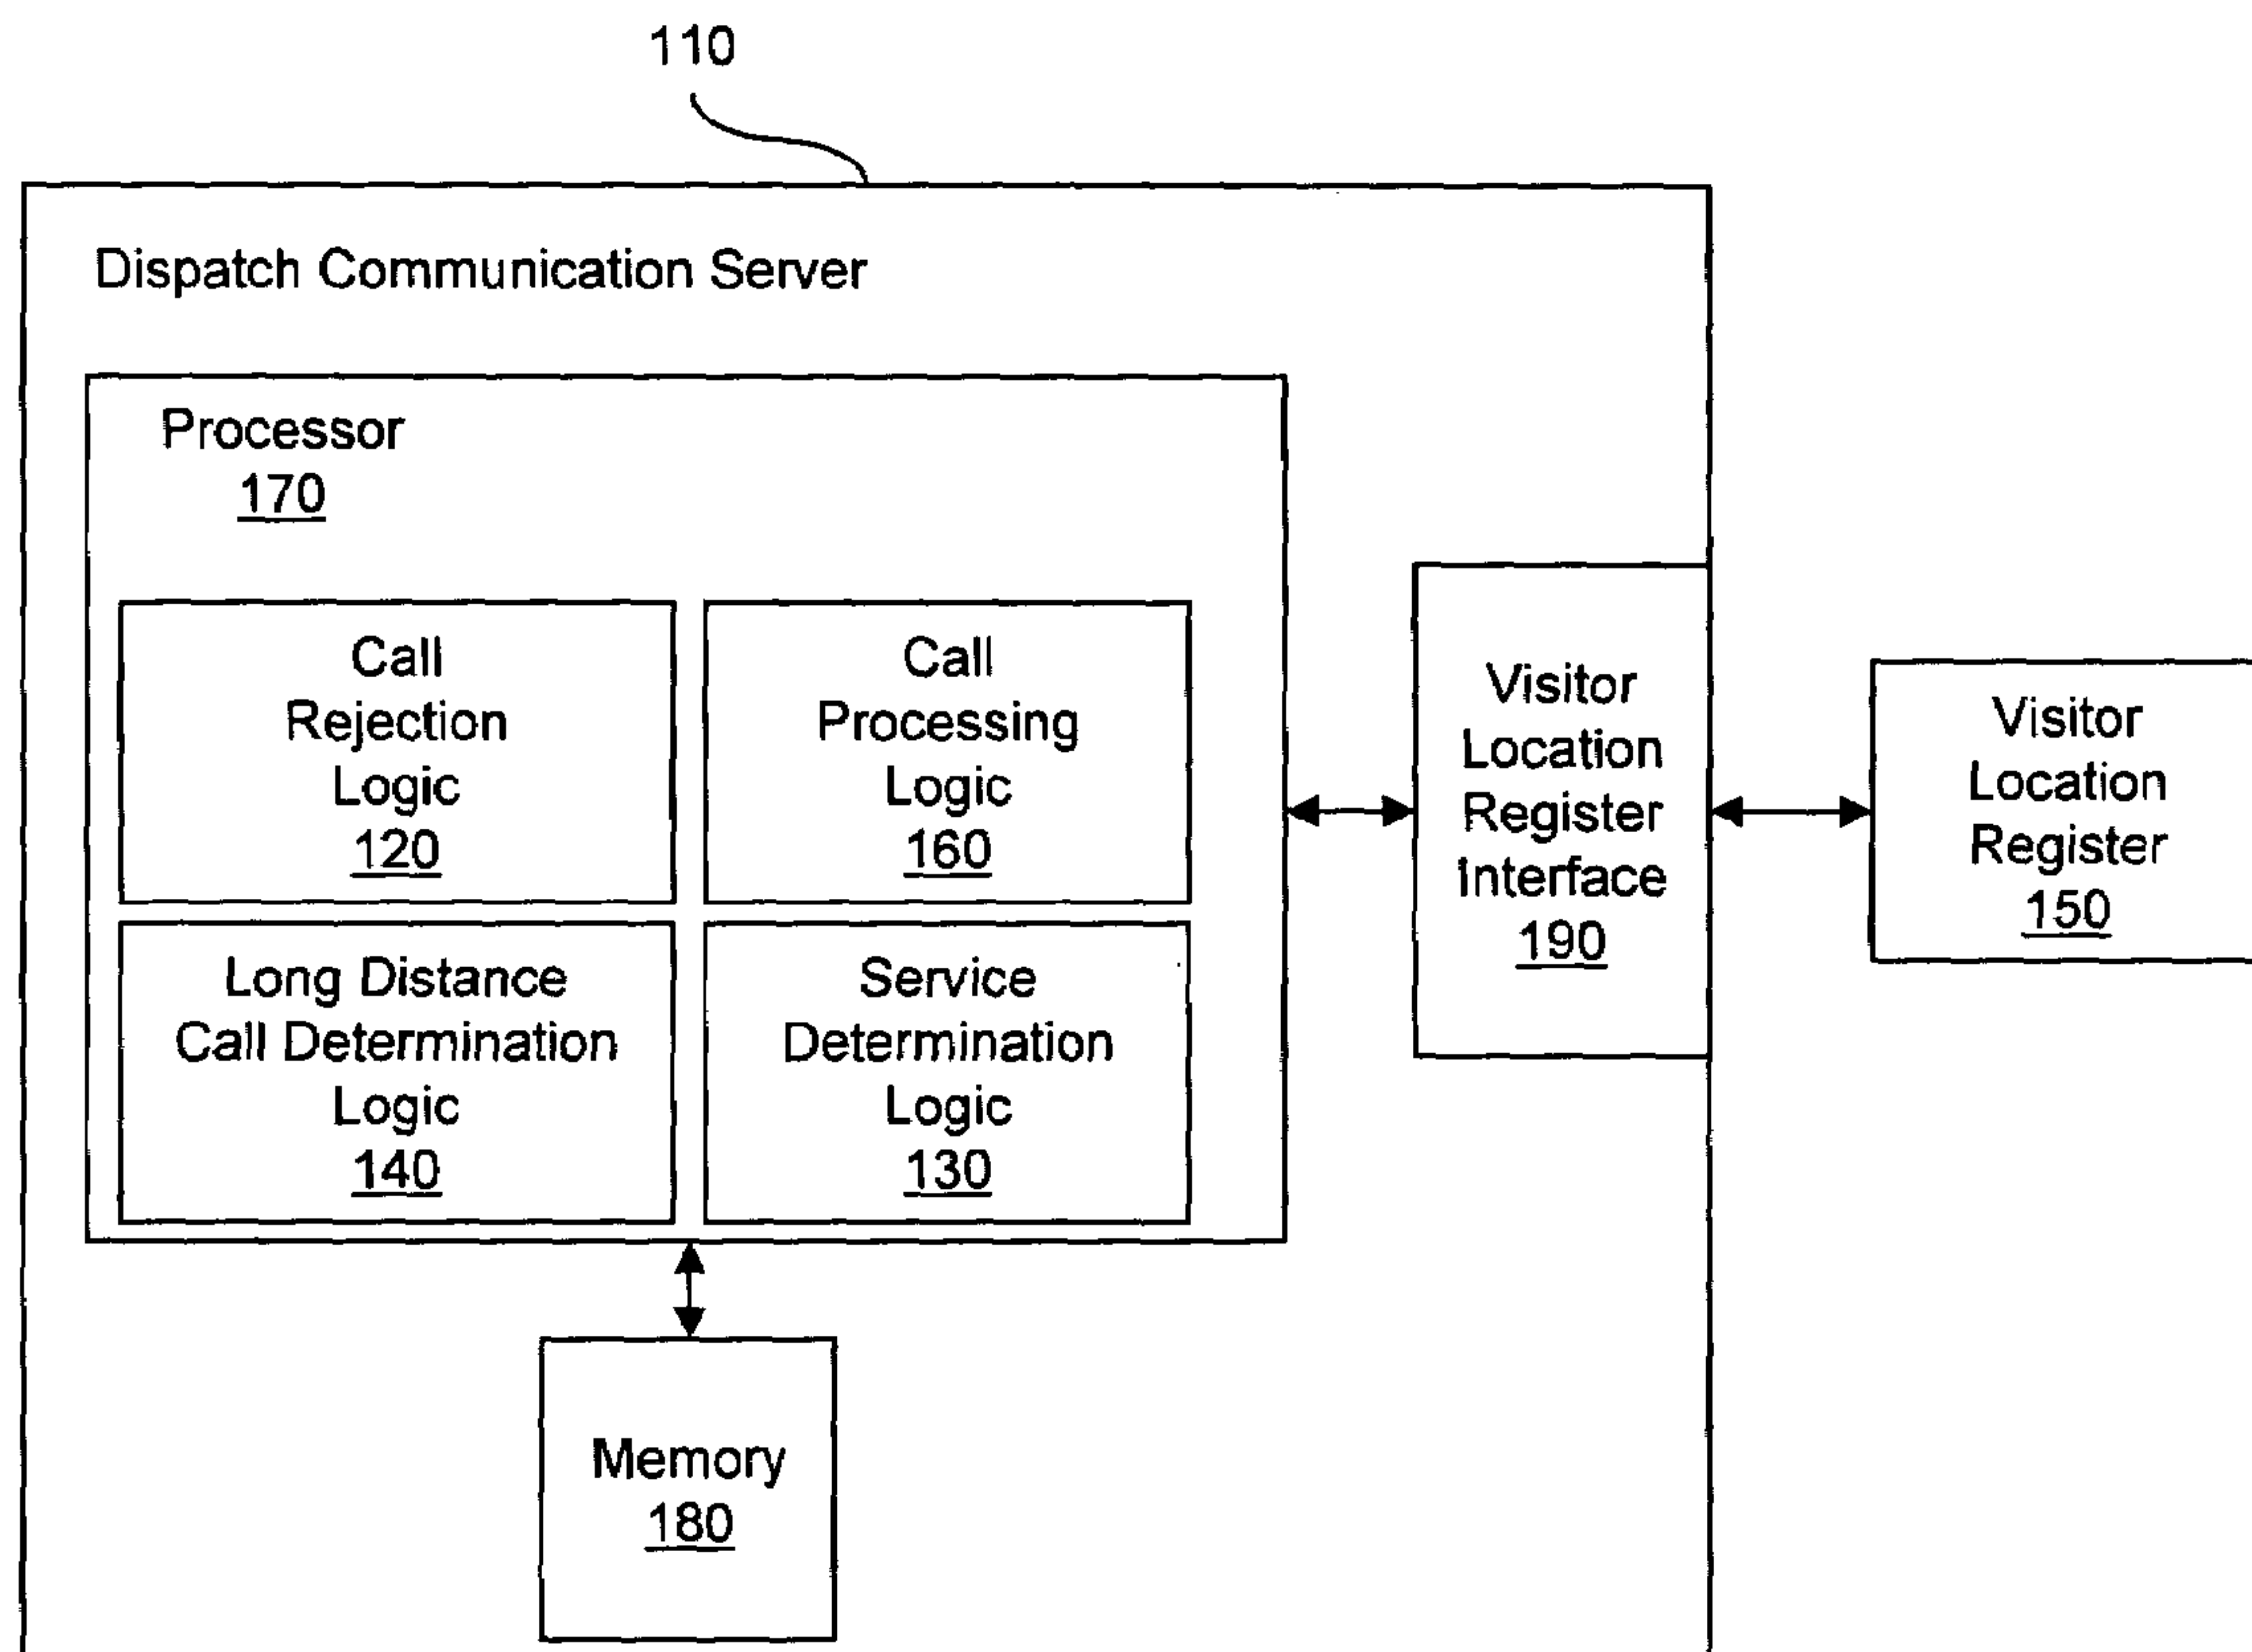 110
Dispatch Communication Server
Processor
170
Call
Rejection
Logic
120
Call
Processing
Logic
160
Long Distance
Call Determination
Logic
140
Service
Determination
Logic
130
Visitor
Location
Register
Interface
190
Visitor
Location
Register
150
Memory
180